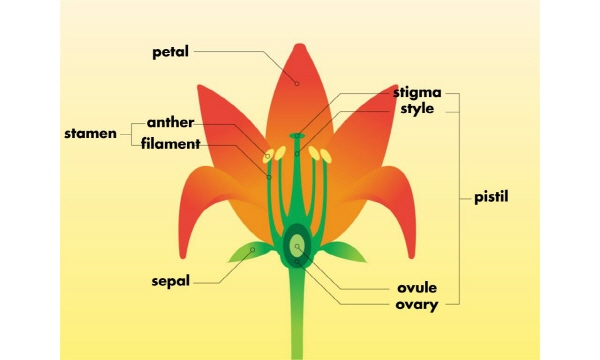 petal
stigma
style
anther
stamen
filament
pistil
sepal
ovule
ovary